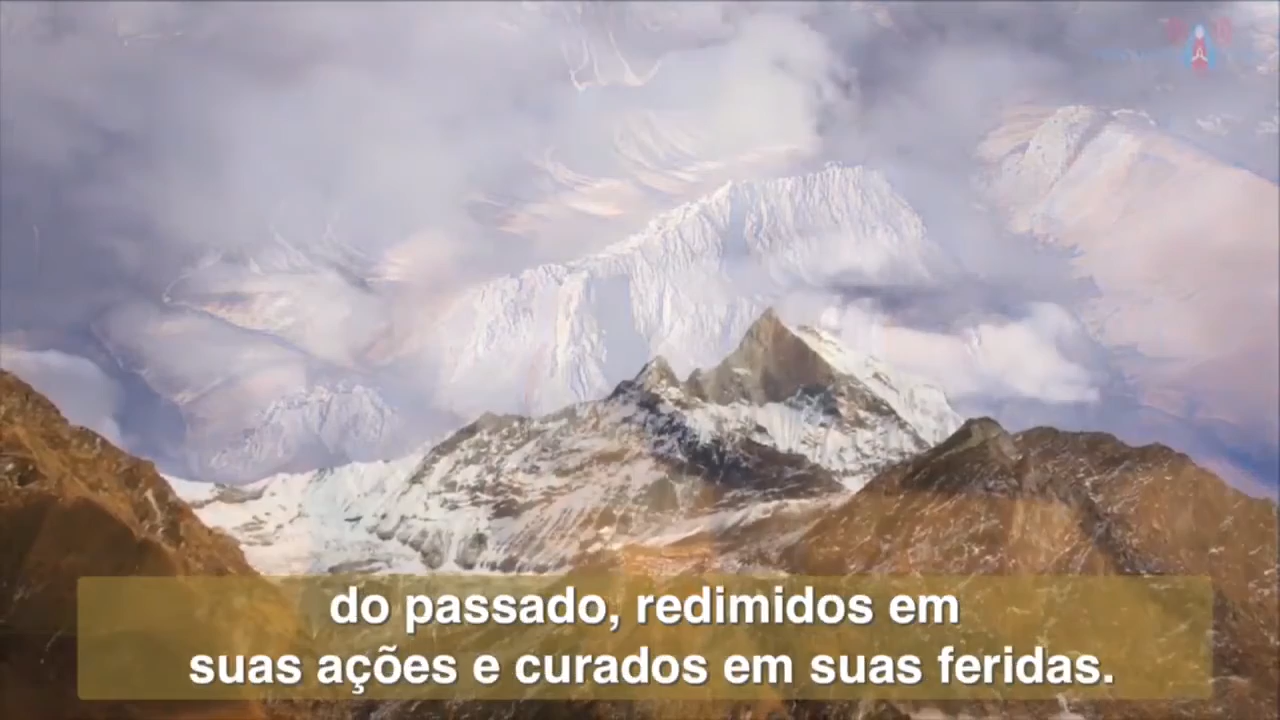 do passado, redimidos em
suas ações e curados em suas feridas.